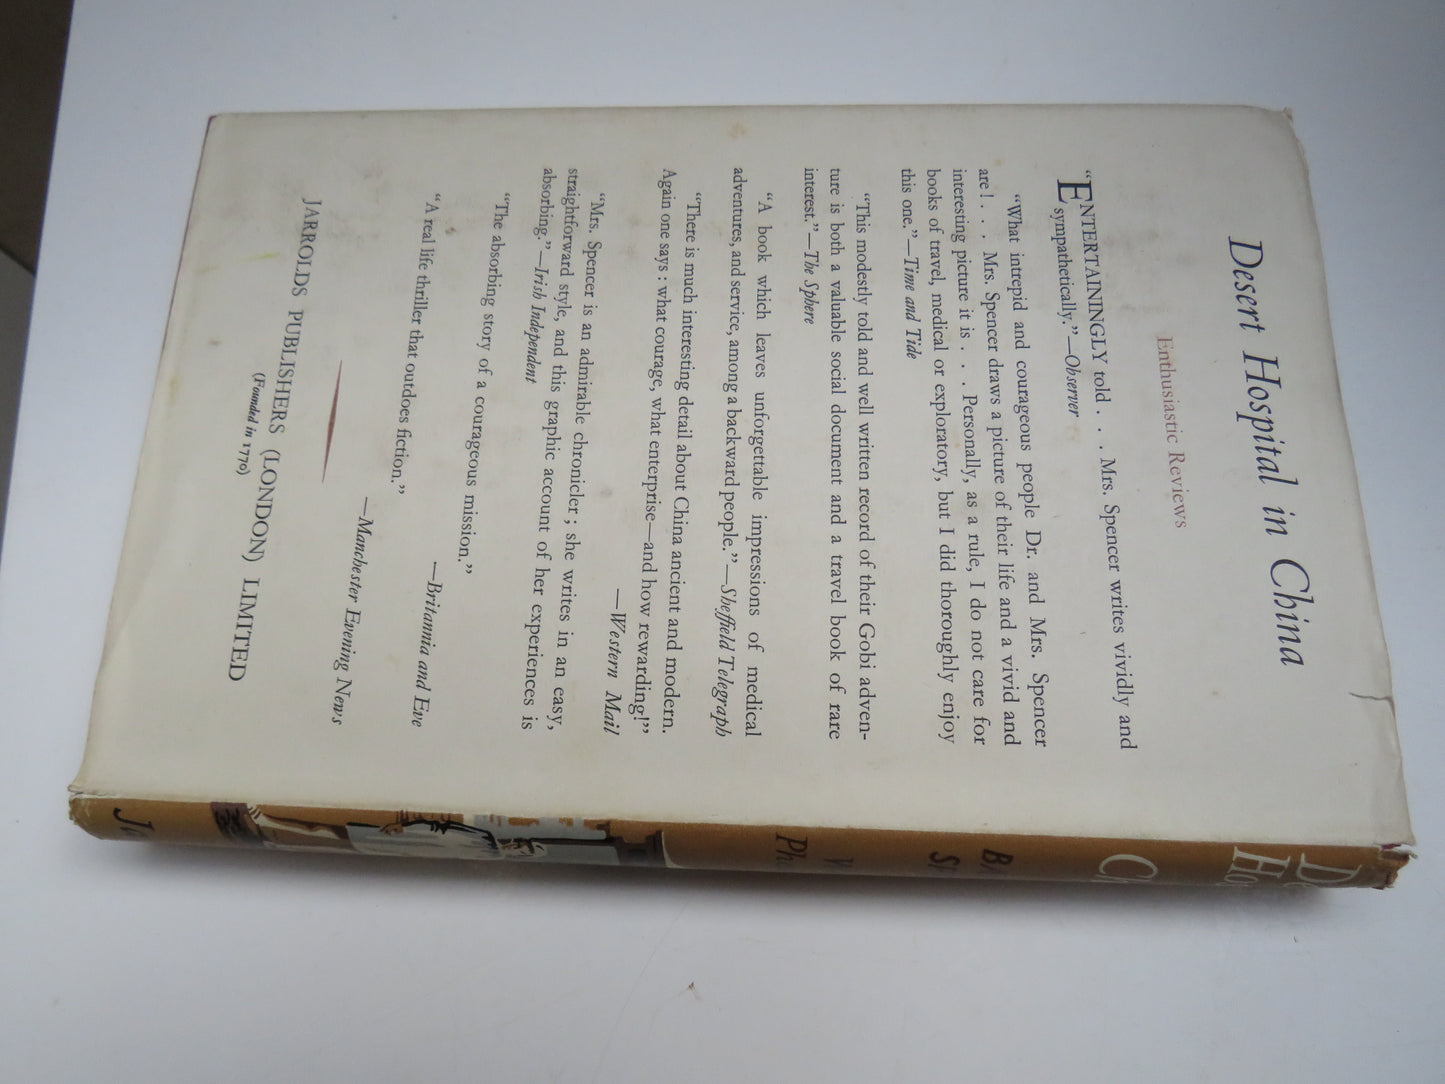 Desert Hospital in China
Enthusiastic Reviews
“ENTERTAININGLY told . . . Mrs. Spencer writes vividly and
sympathetically.”—Observer
“What intrepid and courageous people Dr. and Mrs. Spencer
are! . . . Mrs. Spencer draws a picture of their life and a vivid and
interesting picture it is . . . Personally, as a rule, I do not care for
books of travel, medical or exploratory, but I did thoroughly enjoy
this one.”—Time and Tide
“This modestly told and well written record of their Gobi adven-
ture is both a valuable social document and a travel book of rare
interest.”—The Sphere
“A book which leaves unforgettable impressions of medical
adventures, and service, among a backward people.”—Sheffield Telegraph
“There is much interesting detail about China ancient and modern.
Again one says: what courage, what enterprise—and how rewarding!”
—Western Mail
“Mrs. Spencer is an admirable chronicler; she writes in an easy,
straightforward style, and this graphic account of her experiences is
absorbing.”—Irish Independent
“The absorbing story of a courageous mission.”
—Britannia and Eve
“A real life thriller that outdoes fiction.”
—Manchester Evening News
JARROLDS PUBLISHERS (LONDON) LIMITED
(Founded in 1770)